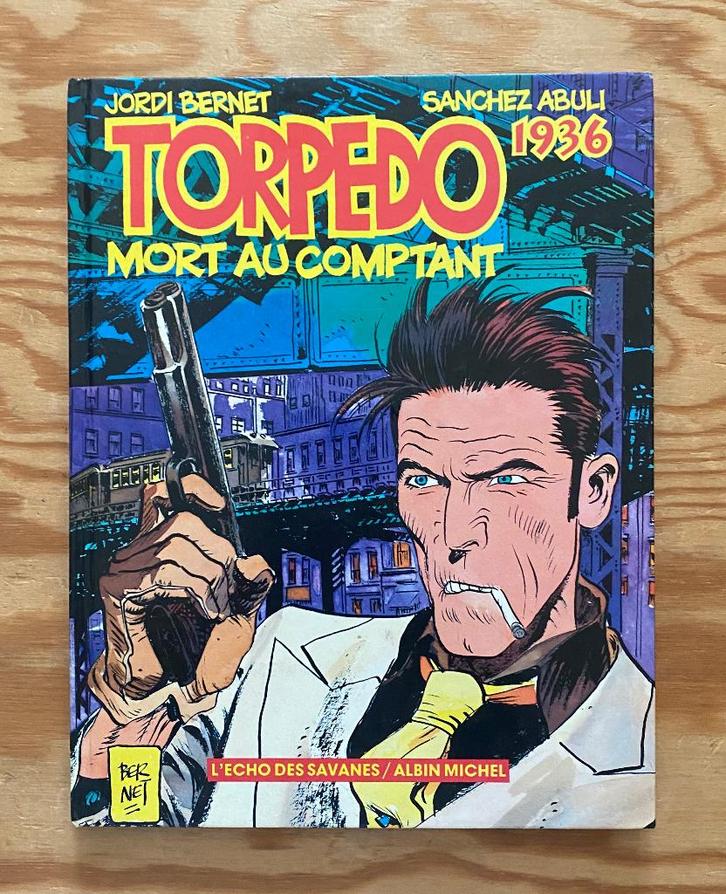 JORDI BERNET SANCHEZ ABULI
TORPEDO 1936
MORT AU COMPTANT
L'ECHO DES SAVANES / ALBIN MICHEL
BER
NET